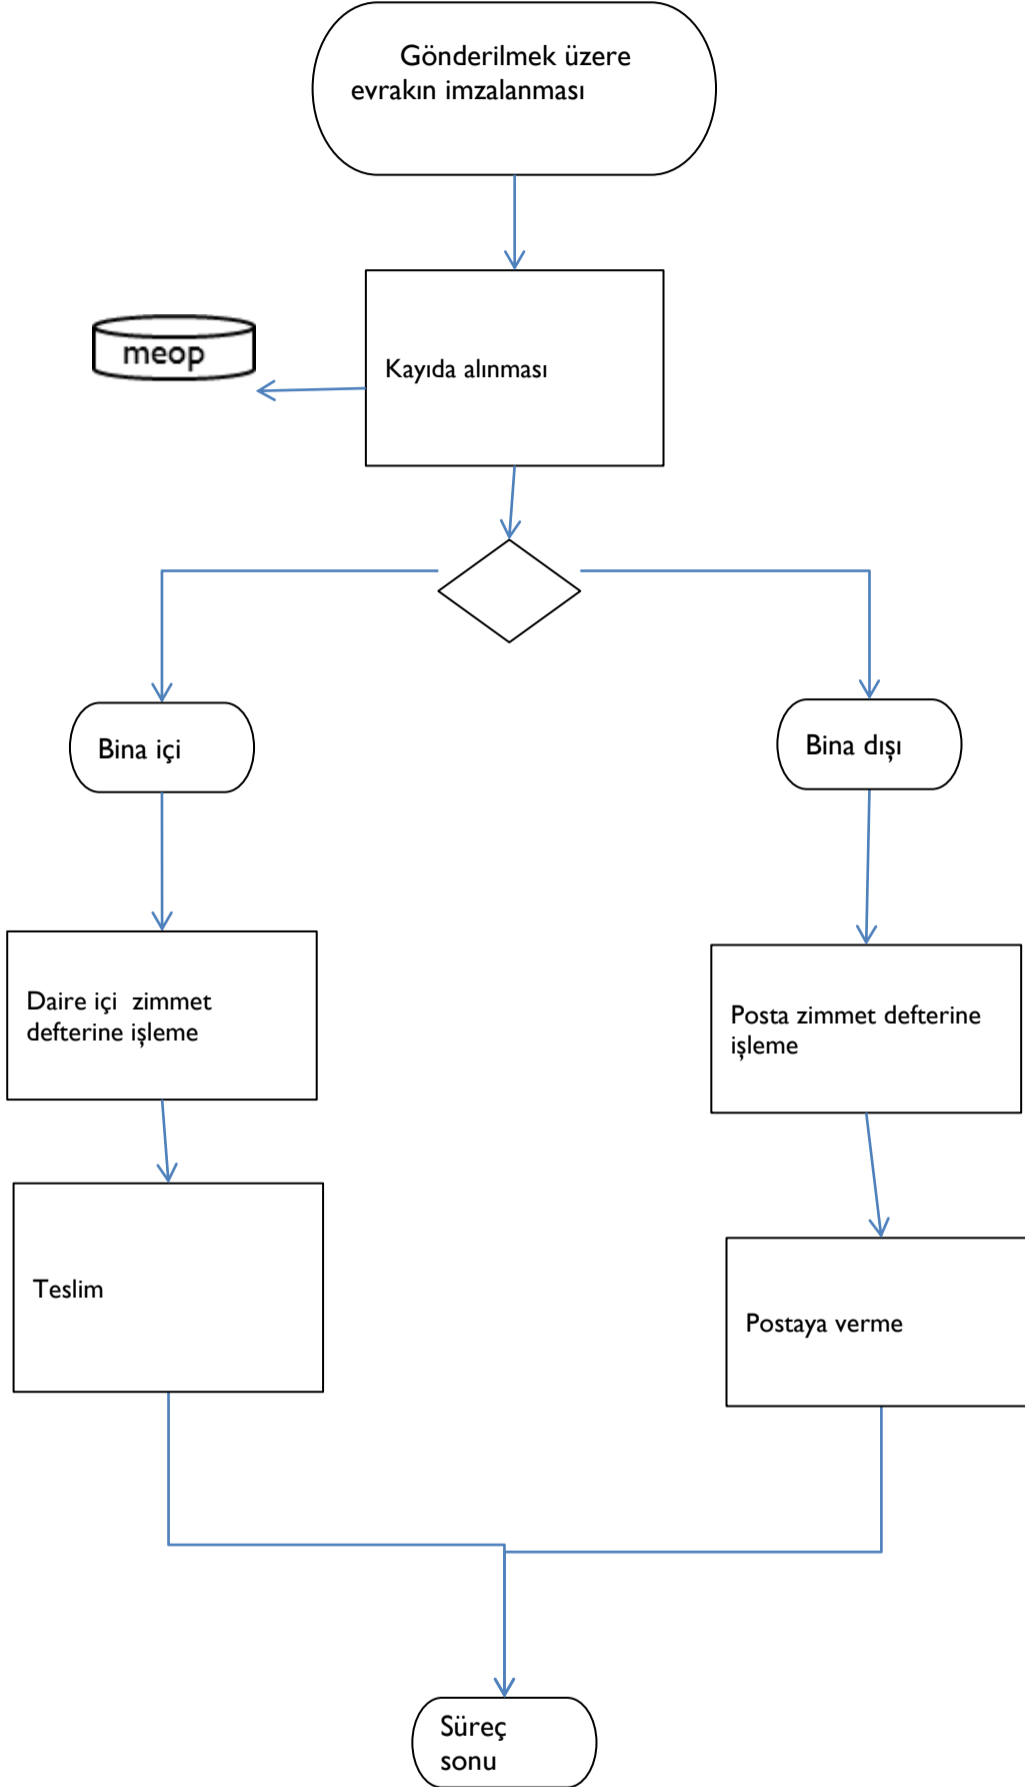 Gönderilmek üzere
evrakın imzalanması
meop
Kayıda alınması
Bina içi
Bina dışı
Daire içi  zimmet
defterine işleme
Posta zimmet defterine
işleme
Teslim
Postaya verme
Süreç
sonu